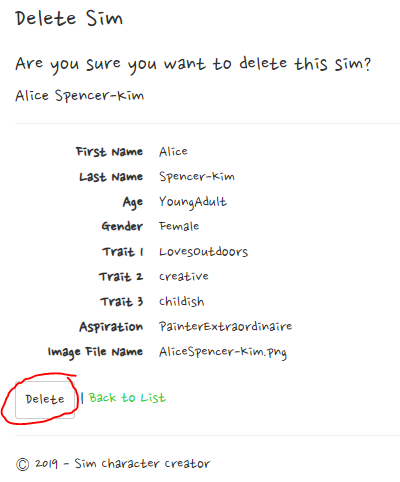 Delete Sim
Are you sure you want to delete this sim?
Alice Spencer-Kim
First Name Alice
Last Name Spencer-Kim
Age YoungAdult
Gender Female
Trait 1 LovesOutdoors
Trait 2 Creative
Trait 3 Childish
Aspiration PainterExtraordinaire
Image File Name AliceSpencer-Kim.png
Delete | Back to List
© 2019 - Sim Character Creator